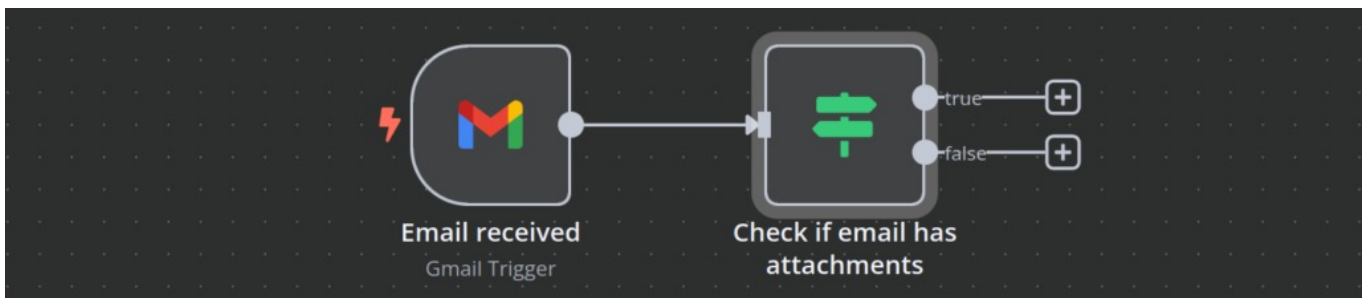 true
false
Email received
Gmail Trigger
Check if email has
attachments